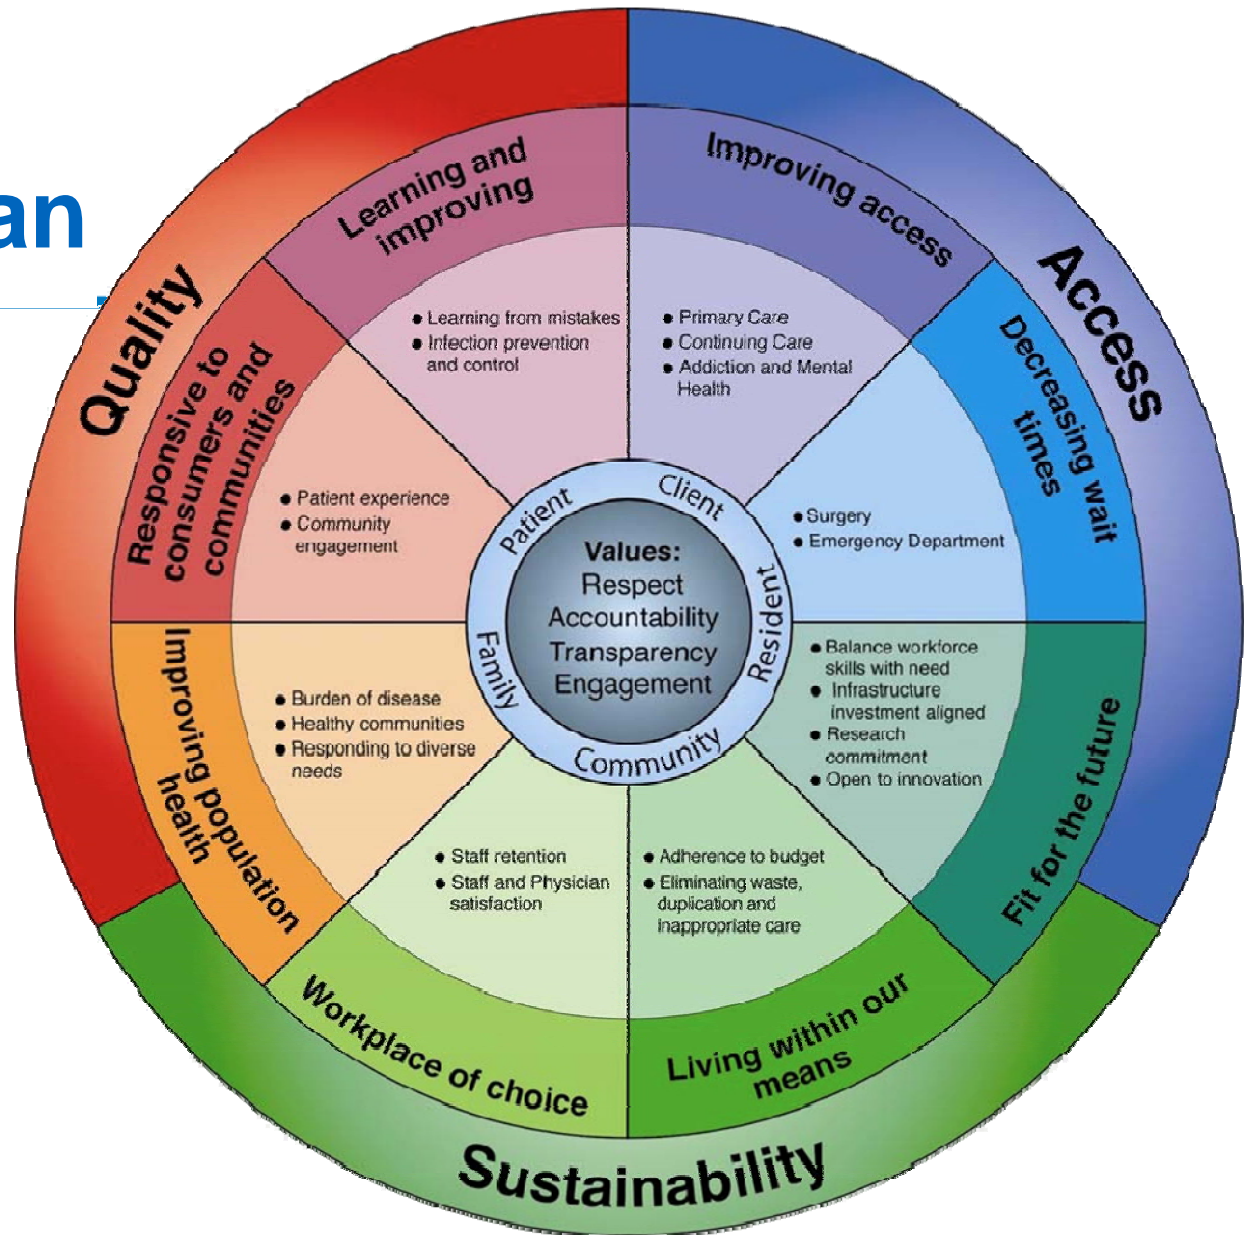 an
Quality
Access
Sustainability
Learning and
improving
● Learning from mistakes
● Infection prevention
and control
Improving access
● Primary Care
● Continuing Care
● Addiction and Mental
Health
Decreasing wait
times
● Surgery
● Emergency Department
Fit for the future
● Balance workforce
skills with need
● Infrastructure
investment aligned
● Research
commitment
● Open to innovation
Living within our
means
● Adherence to budget
● Eliminating waste,
duplication and
inappropriate care
Workplace of choice
● Staff retention
● Staff and Physician
satisfaction
Improving population
health
● Burden of disease
● Healthy communities
● Responding to diverse
needs
Responsive to
consumers and
communities
● Patient experience
● Community
engagement
Patient
Client
Resident
Community
Family
Values:
Respect
Accountability
Transparency
Engagement